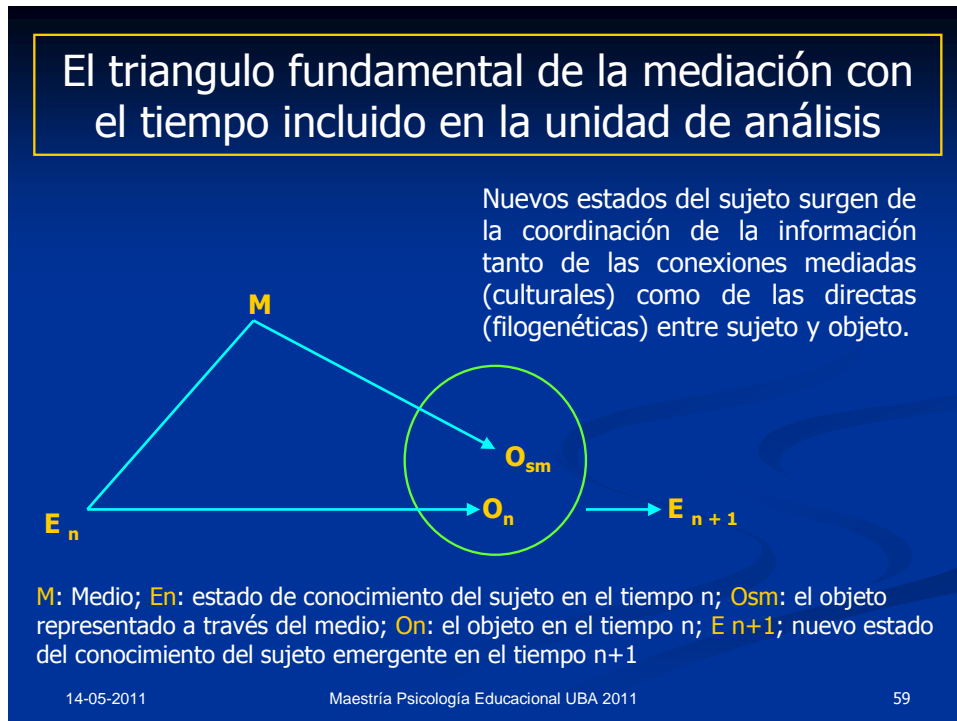 El triangulo fundamental de la mediación con
el tiempo incluido en la unidad de análisis
Nuevos estados del sujeto surgen de
la coordinación de la información
tanto de las conexiones mediadas
(culturales) como de las directas
(filogenéticas) entre sujeto y objeto.
M
Osm
E n
On
E n + 1
M: Medio; En: estado de conocimiento del sujeto en el tiempo n; Osm: el objeto
representado a través del medio; On: el objeto en el tiempo n; E n+1; nuevo estado
del conocimiento del sujeto emergente en el tiempo n+1
14-05-2011 Maestría Psicología Educacional UBA 2011 59